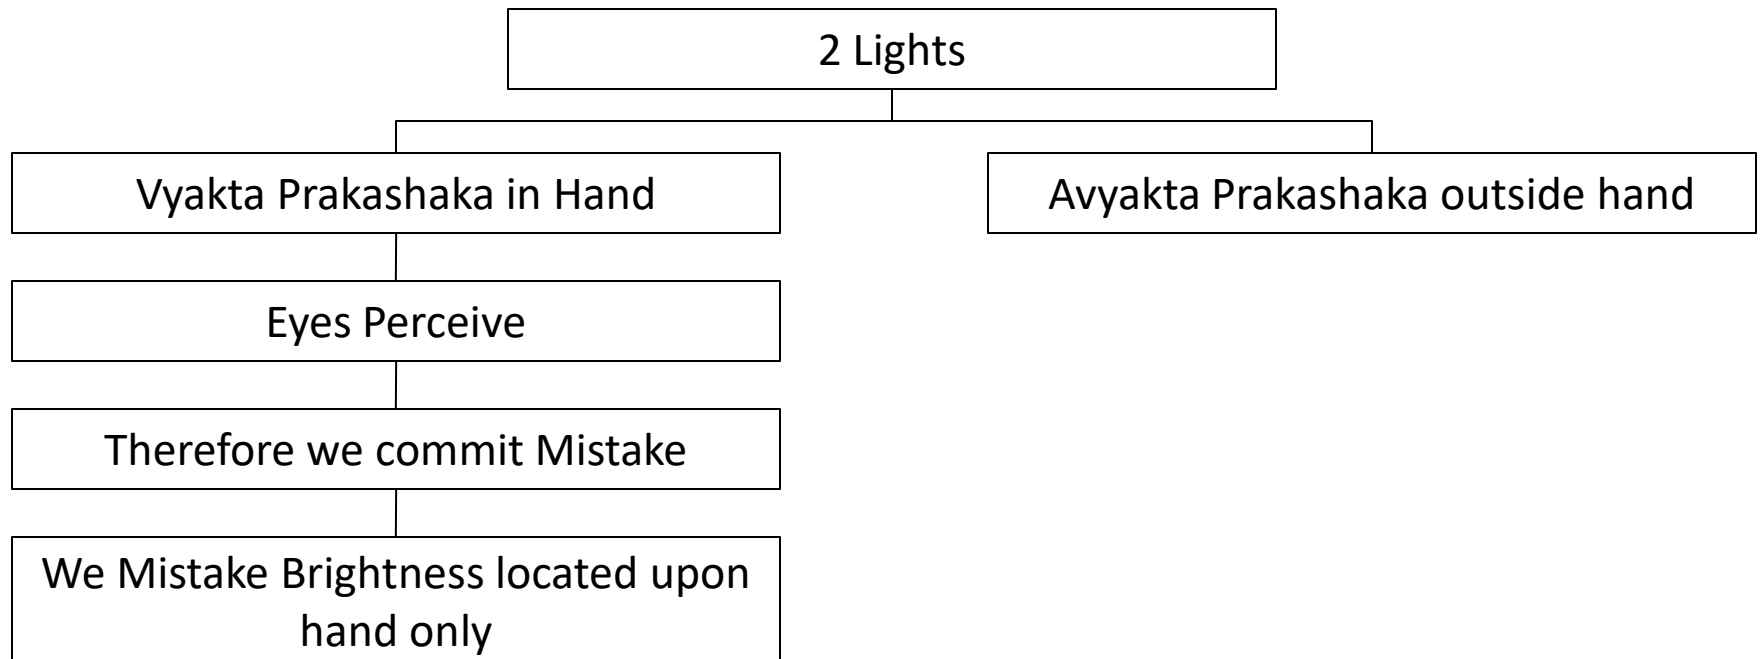 2 Lights
Vyakta Prakashaka in Hand
Avyakta Prakashaka outside hand
Eyes Perceive
Therefore we commit Mistake
We Mistake Brightness located upon
hand only